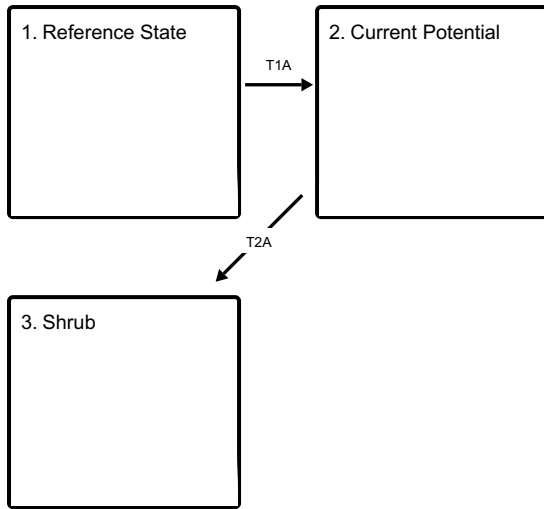 1. Reference State
T1A
2. Current Potential
T2A
3. Shrub